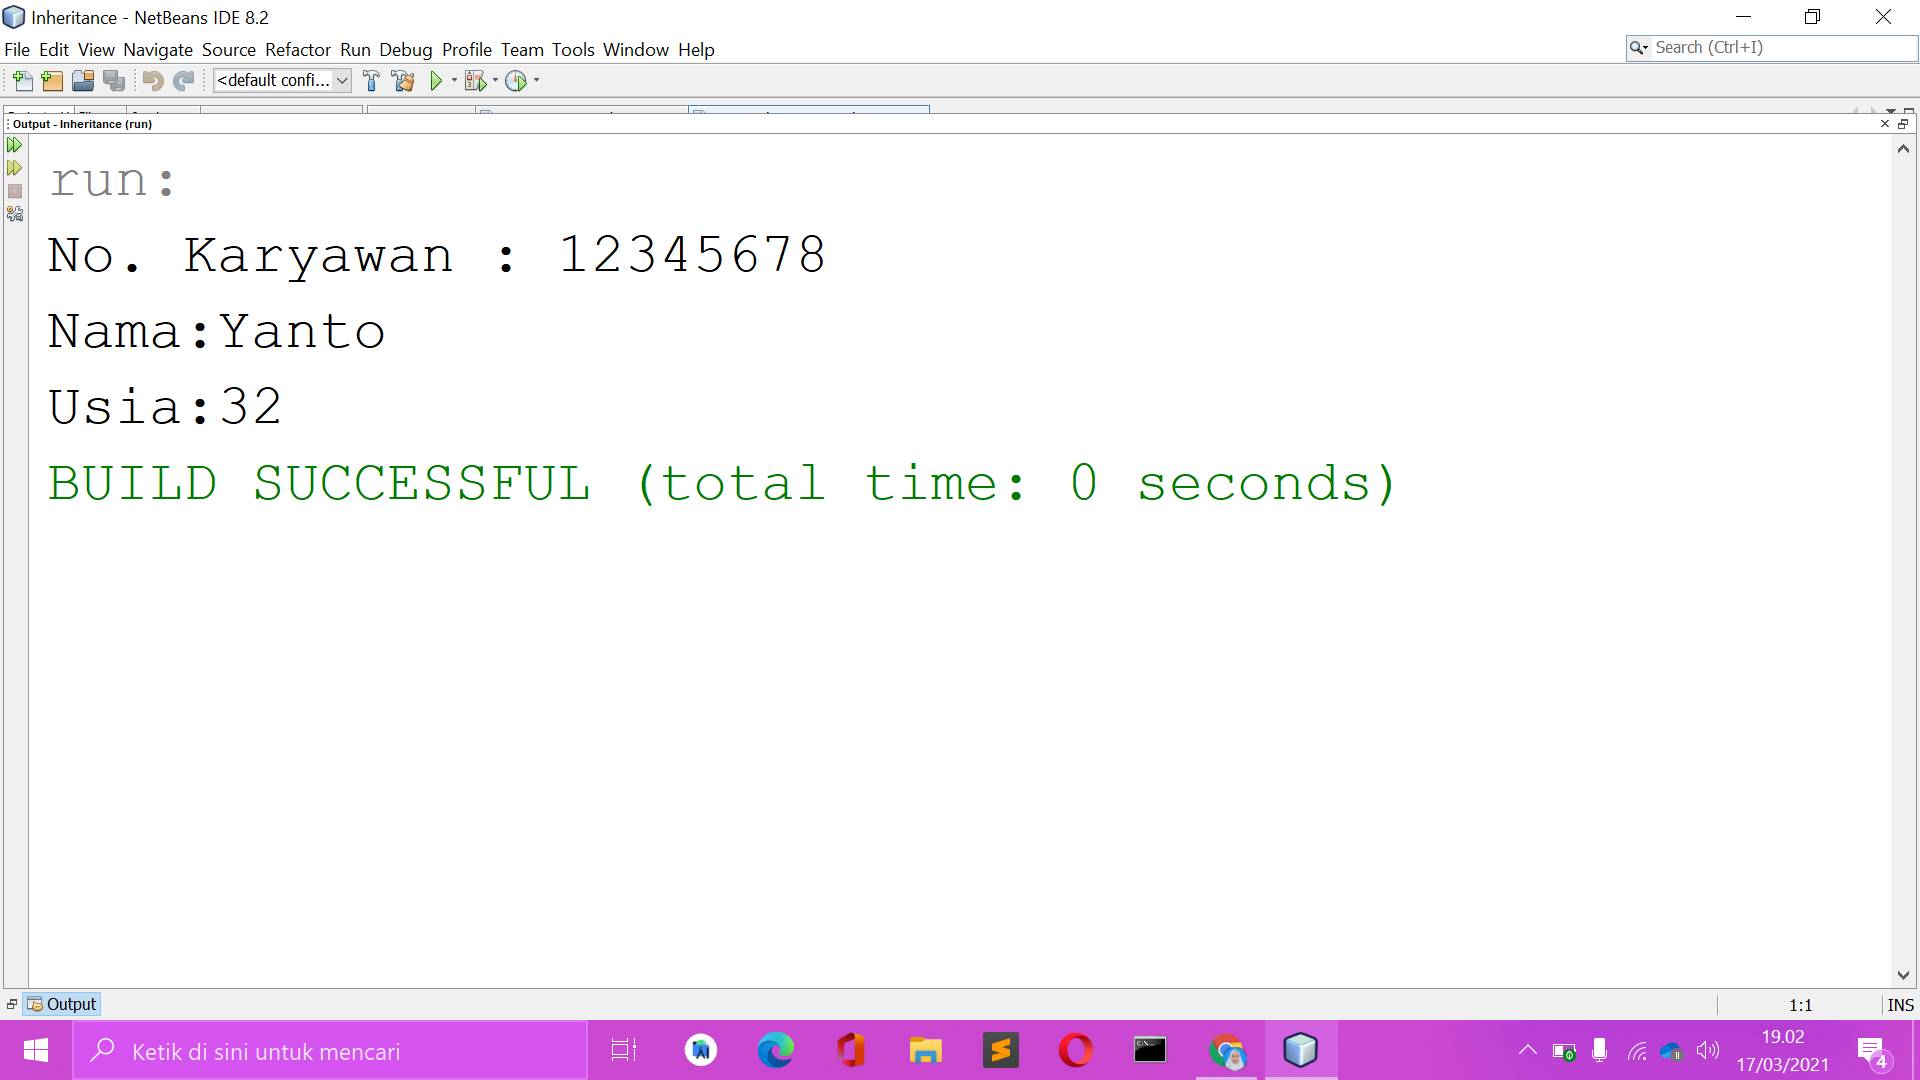 Inheritance - NetBeans IDE 8.2
File Edit View Navigate Source Refactor Run Debug Profile Team Tools Window Help
Search (Ctrl+I)
<default confi...
Output - Inheritance (run)
run:
No. Karyawan : 12345678
Nama:Yanto
Usia:32
BUILD SUCCESSFUL (total time: 0 seconds)
Output
1:1
INS
Ketik di sini untuk mencari
19.02
17/03/2021
4